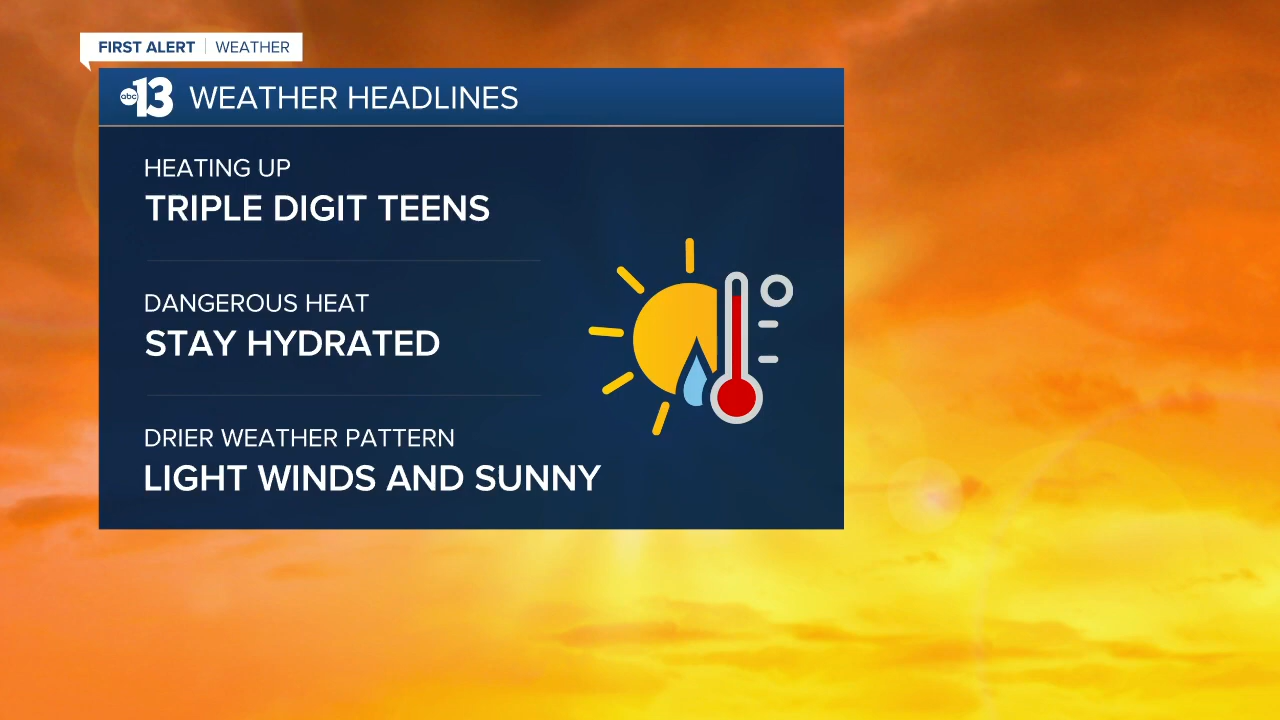 FIRST ALERT | WEATHER
abc 13 WEATHER HEADLINES
HEATING UP
TRIPLE DIGIT TEENS
DANGEROUS HEAT
STAY HYDRATED
DRIER WEATHER PATTERN
LIGHT WINDS AND SUNNY